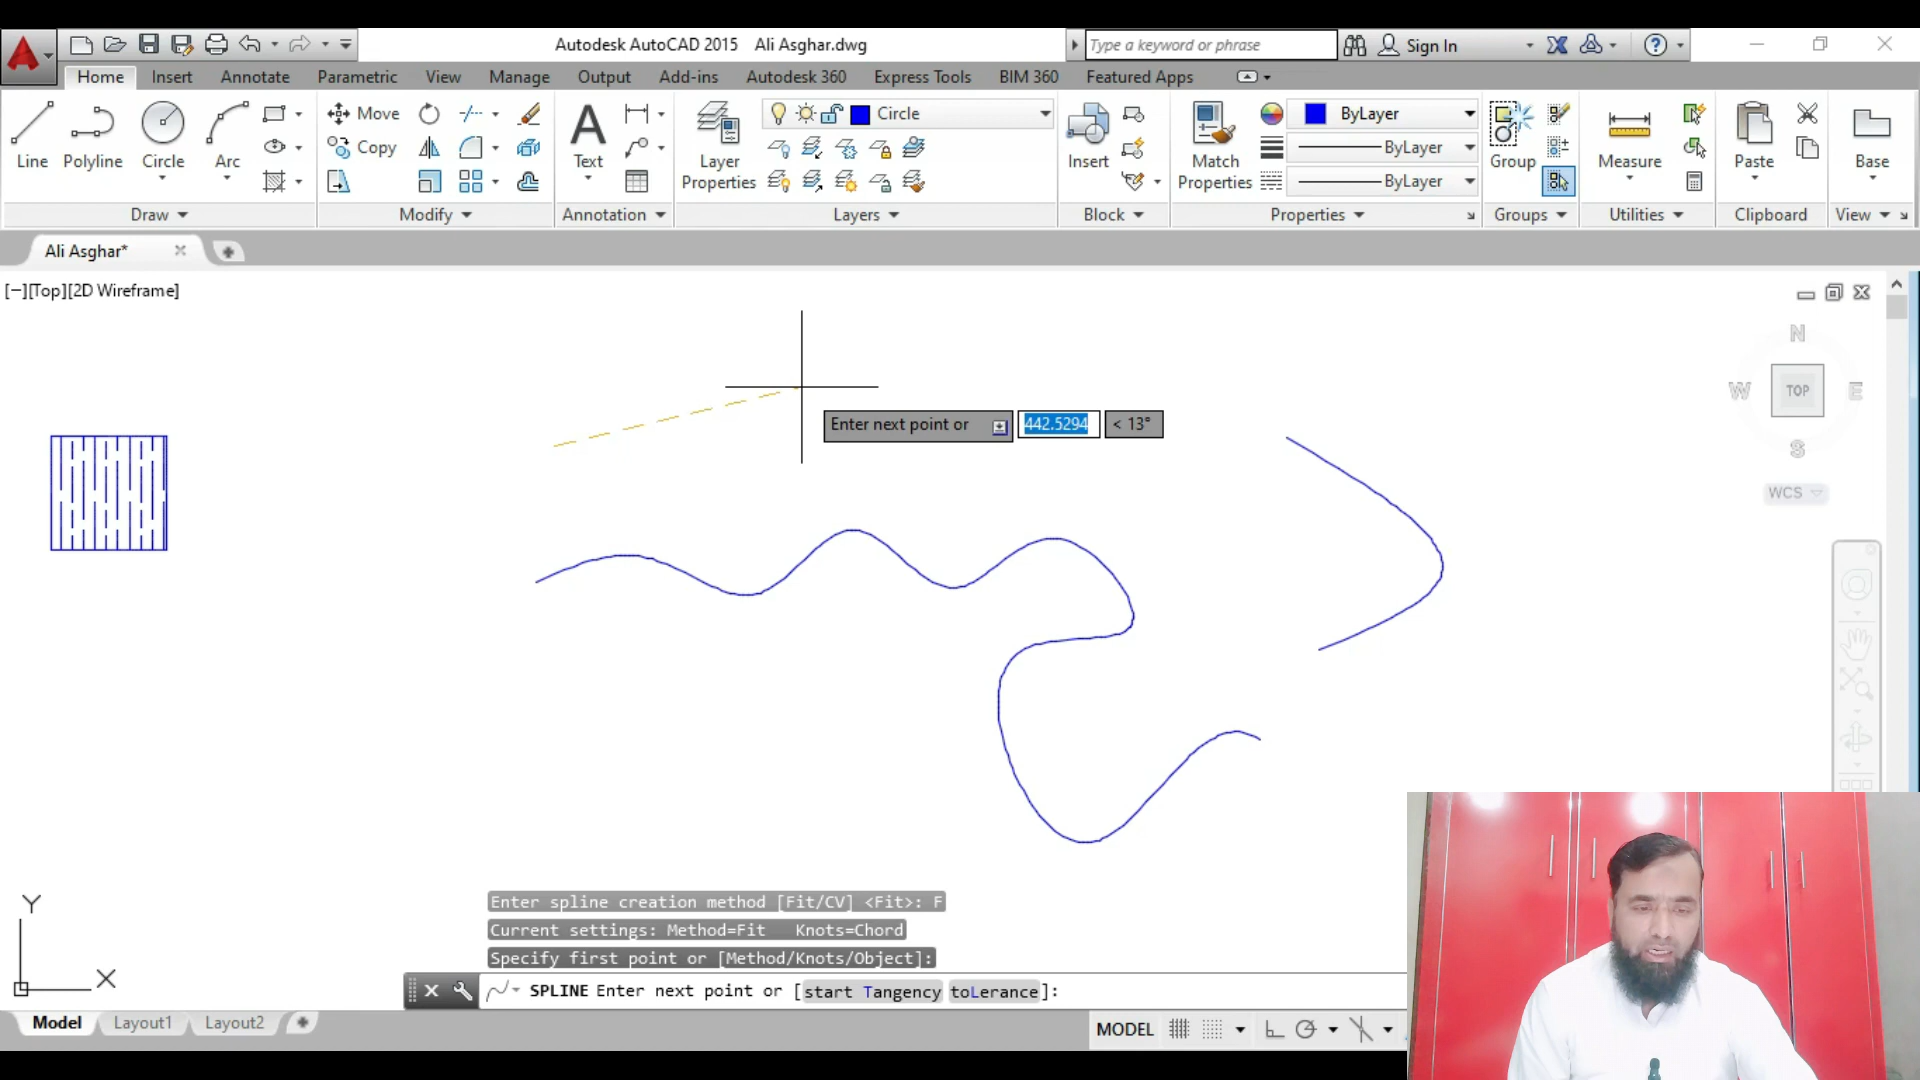 Autodesk AutoCAD 2015 Ali Asghar.dwg
Type a keyword or phrase
Sign In
Home Insert Annotate Parametric View Manage Output Add-ins Autodesk 360 Express Tools BIM 360 Featured Apps
Line Polyline Circle Arc
Move
Copy
Text
Layer Properties
Circle
Insert
Match Properties
ByLayer
ByLayer
ByLayer
Group
Measure
Paste
Base
Draw Modify Annotation Layers Block Properties Groups Utilities Clipboard View
Ali Asghar*
[−][Top][2D Wireframe]
N
W TOP E
S
WCS
Enter next point or 442.5294 < 13°
Y
X
Enter spline creation method [Fit/CV] <Fit>: F
Current settings: Method=Fit Knots=Chord
Specify first point or [Method/Knots/Object]:
SPLINE Enter next point or [start Tangency toLerance]:
Model Layout1 Layout2
MODEL